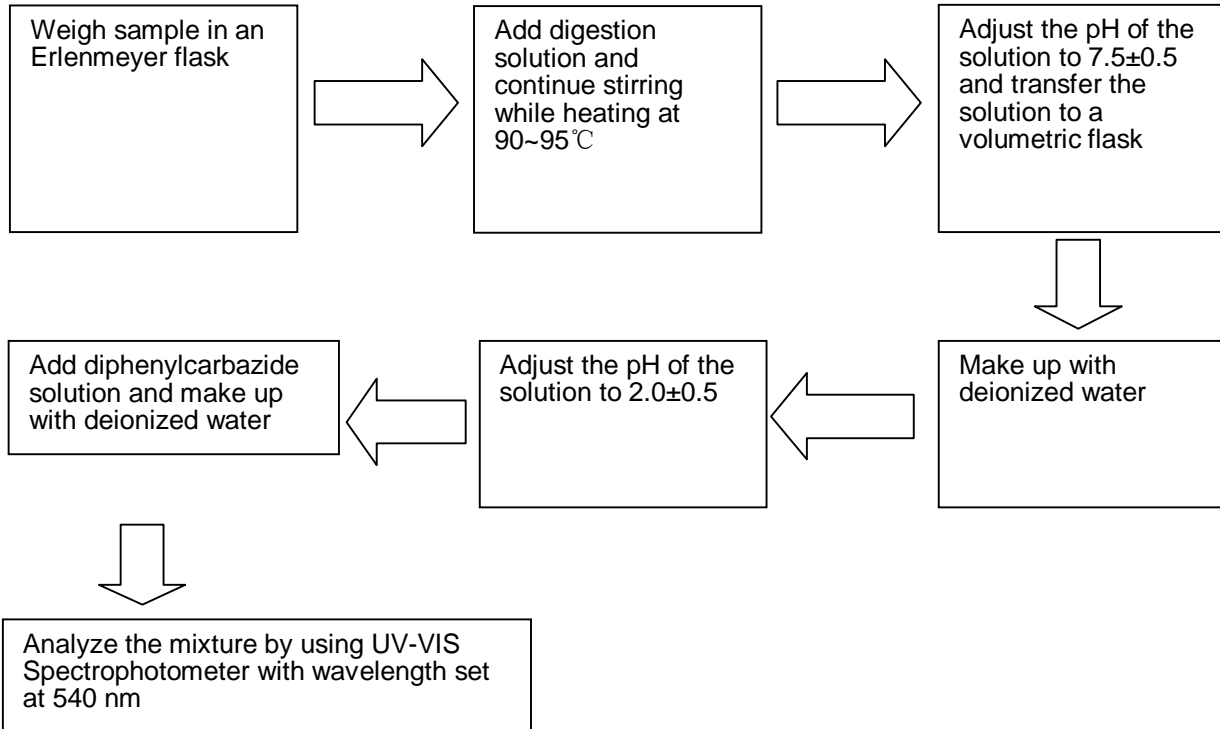 Weigh sample in an
Erlenmeyer flask
Add digestion
solution and
continue stirring
while heating at
90~95℃
Adjust the pH of the
solution to 7.5±0.5
and transfer the
solution to a
volumetric flask
Make up with
deionized water
Adjust the pH of the
solution to 2.0±0.5
Add diphenylcarbazide
solution and make up
with deionized water
Analyze the mixture by using UV-VIS
Spectrophotometer with wavelength set
at 540 nm